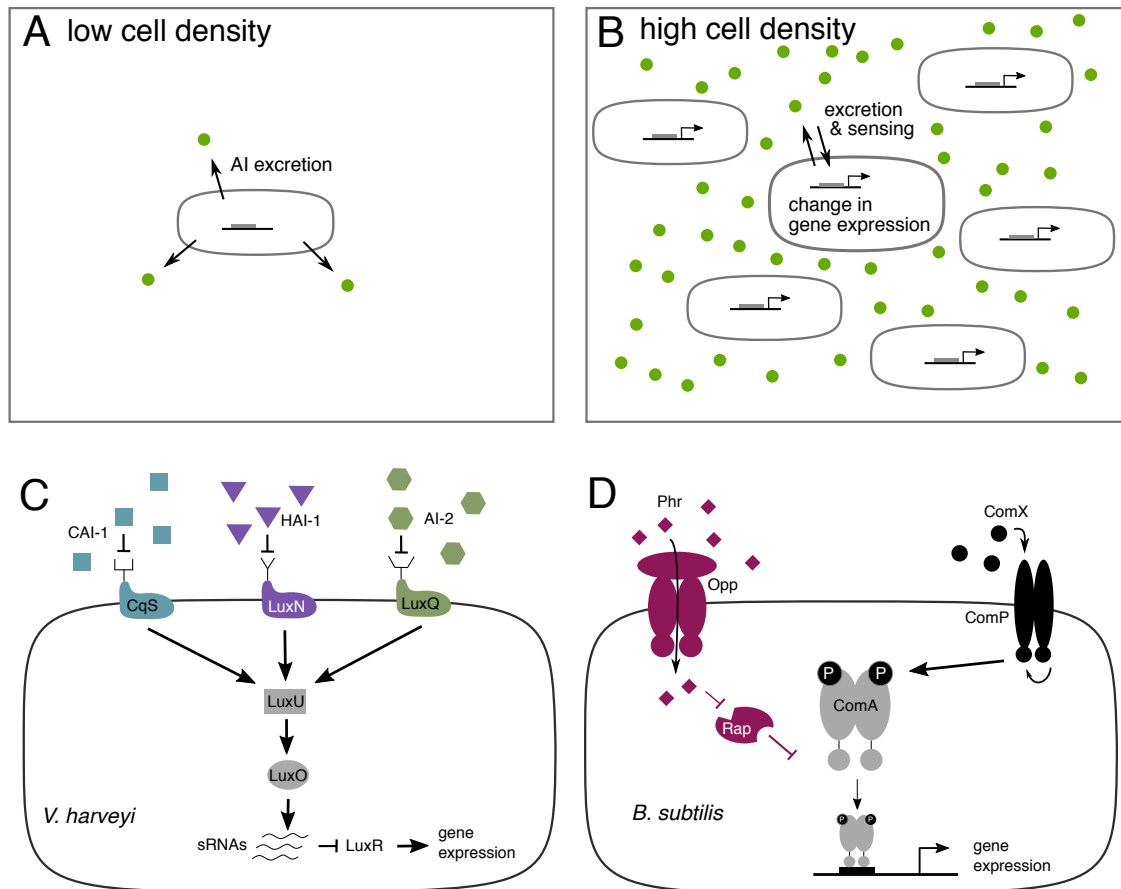 A low cell density
AI excretion
B high cell density
excretion
& sensing
change in
gene expression
C
CAI-1
HAI-1
AI-2
CqS
LuxN
LuxQ
LuxU
LuxO
V. harveyi
sRNAs
LuxR
gene
expression
D
Phr
ComX
Opp
ComP
P
P
ComA
Rap
B. subtilis
P
P
gene
expression